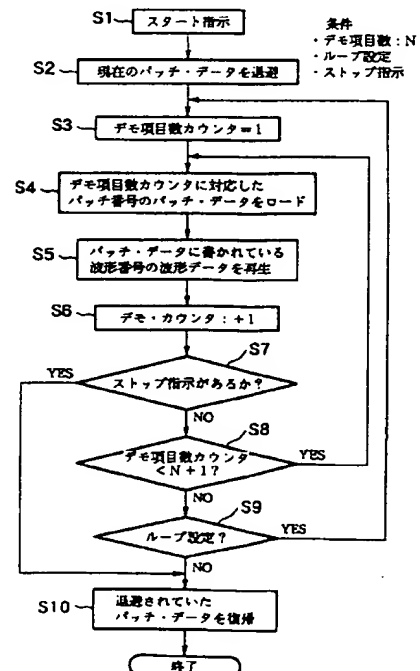 S1
スタート指示
条件
・デモ項目数：N
・ループ設定
・ストップ指示
S2
現在のパッチ・データを退避
S3
デモ項目数カウンタ＝1
S4
デモ項目数カウンタに対応した
パッチ番号のパッチ・データをロード
S5
パッチ・データに書かれている
波形番号の波形データを再生
S6
デモ・カウンタ：＋1
S7
YES
ストップ指示があるか？
NO
S8
YES
デモ項目数カウンタ
＜N＋1？
NO
S9
YES
ループ設定？
NO
S10
退避されていた
パッチ・データを復帰
終了